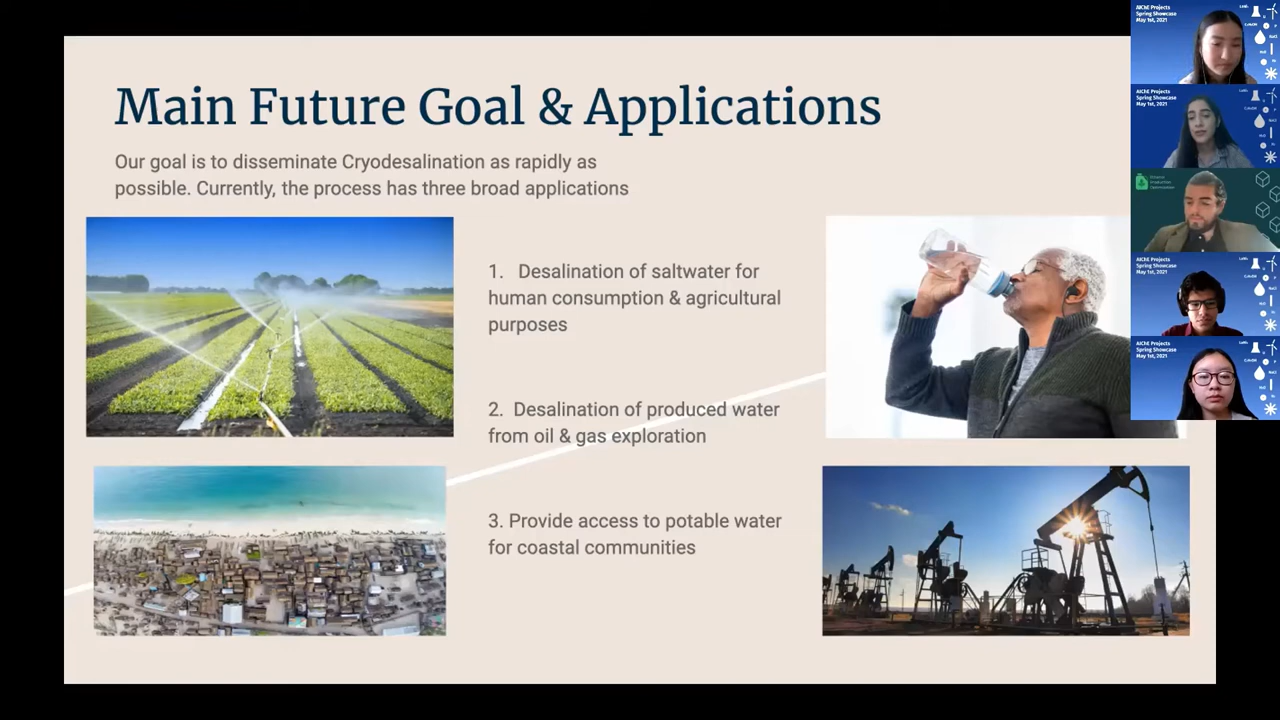 Main Future Goal & Applications
Our goal is to disseminate Cryodesalination as rapidly as
possible. Currently, the process has three broad applications
1. Desalination of saltwater for
human consumption & agricultural
purposes
2. Desalination of produced water
from oil & gas exploration
3. Provide access to potable water
for coastal communities
AIChE Projects
Spring Showcase
May 1st, 2021
AIChE Projects
Spring Showcase
May 1st, 2021
AIChE Projects
Spring Showcase
May 1st, 2021
AIChE Projects
Spring Showcase
May 1st, 2021